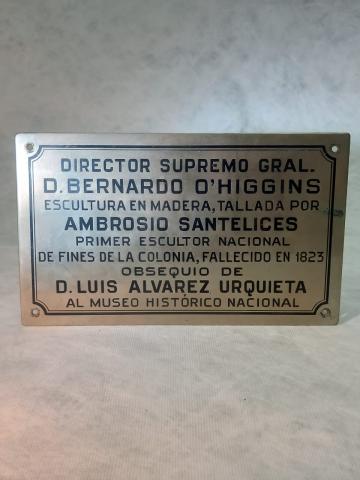 DIRECTOR SUPREMO GRAL.
D. BERNARDO O'HIGGINS
ESCULTURA EN MADERA, TALLADA POR
AMBROSIO SANTELICES
PRIMER ESCULTOR NACIONAL
DE FINES DE LA COLONIA, FALLECIDO EN 1823
OBSEQUIO DE
D. LUIS ALVAREZ URQUIETA
AL MUSEO HISTÓRICO NACIONAL